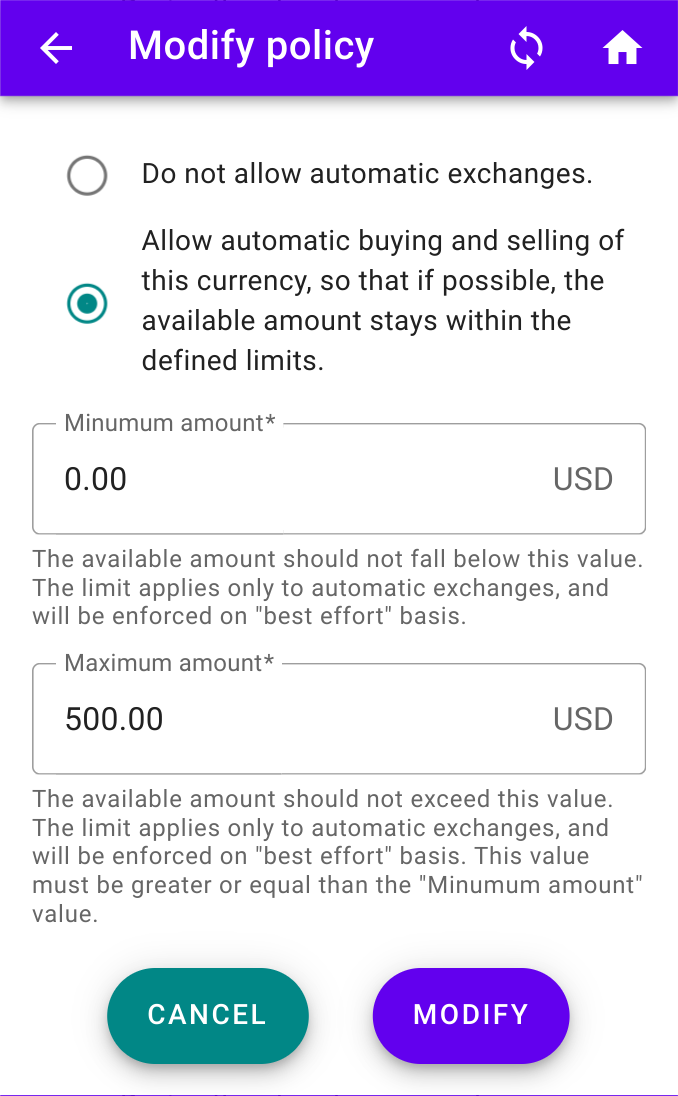 Modify policy
Do not allow automatic exchanges.
Allow automatic buying and selling of
this currency, so that if possible, the
available amount stays within the
defined limits.
Minumum amount*
0.00 USD
The available amount should not fall below this value.
The limit applies only to automatic exchanges, and
will be enforced on "best effort" basis.
Maximum amount*
500.00 USD
The available amount should not exceed this value.
The limit applies only to automatic exchanges, and
will be enforced on "best effort" basis. This value
must be greater or equal than the "Minumum amount"
value.
CANCEL MODIFY